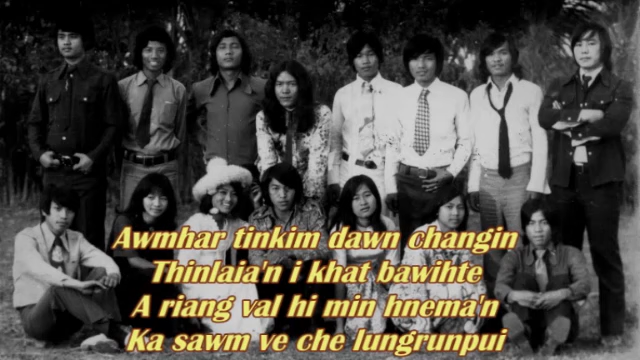 Awmhar tinkim dawn changin
Thinlaia'n i khat bawihte
A riang val hi min hnema'n
Ka sawm ve che lungrunpui